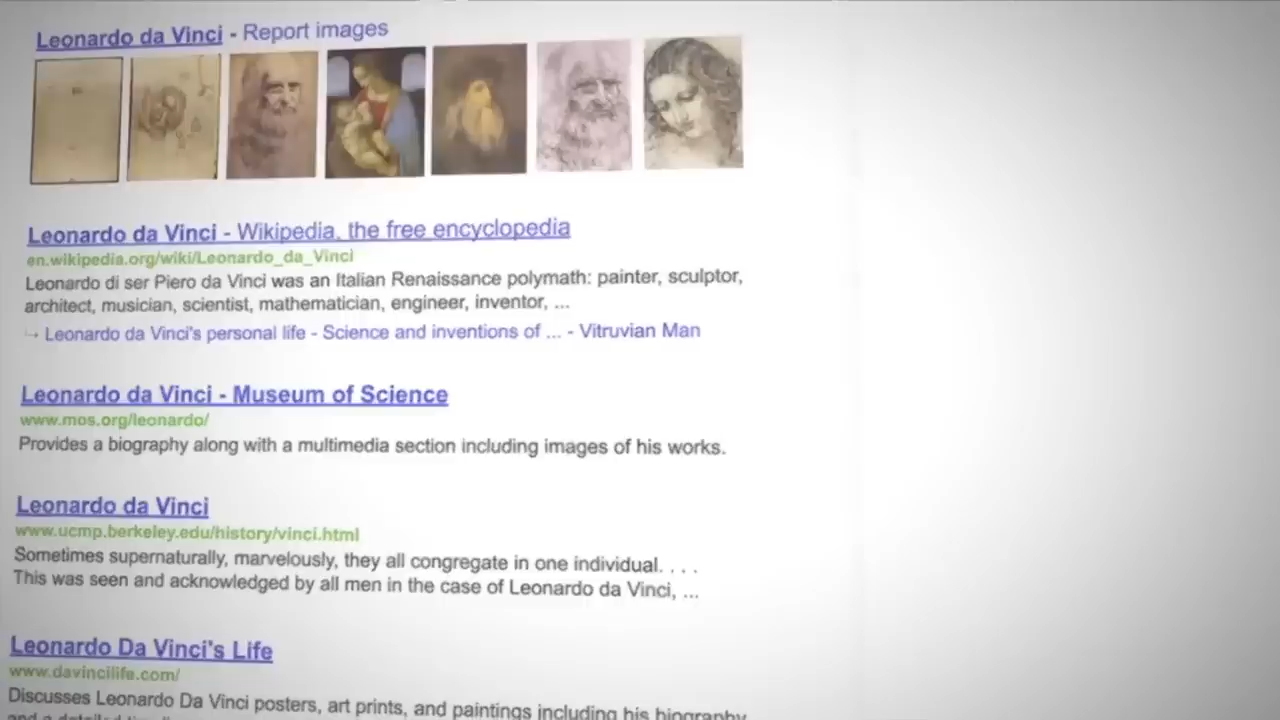 Leonardo da Vinci - Report images
Leonardo da Vinci - Wikipedia, the free encyclopedia
en.wikipedia.org/wiki/Leonardo_da_Vinci
Leonardo di ser Piero da Vinci was an Italian Renaissance polymath: painter, sculptor,
architect, musician, scientist, mathematician, engineer, inventor, ...
Leonardo da Vinci's personal life - Science and inventions of ... - Vitruvian Man
Leonardo da Vinci - Museum of Science
www.mos.org/leonardo/
Provides a biography along with a multimedia section including images of his works.
Leonardo da Vinci
www.ucmp.berkeley.edu/history/vinci.html
Sometimes supernaturally, marvelously, they all congregate in one individual. . . .
This was seen and acknowledged by all men in the case of Leonardo da Vinci, ...
Leonardo Da Vinci's Life
www.davincilife.com/
Discusses Leonardo Da Vinci posters, art prints, and paintings including his biography
and a detailed